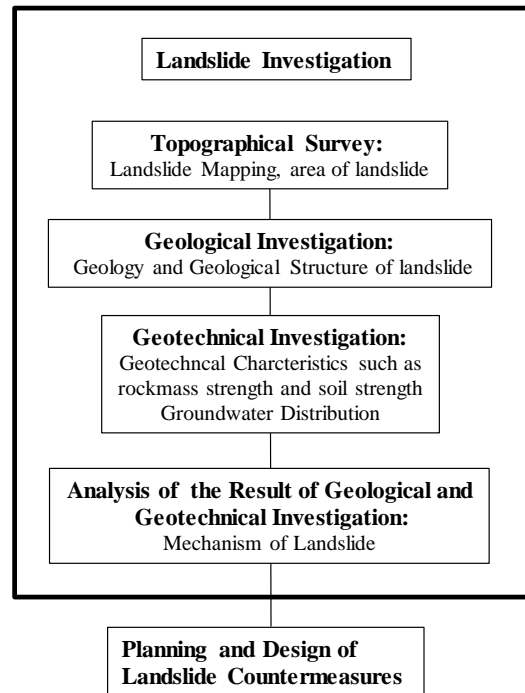 Landslide Investigation
Topographical Survey:
Landslide Mapping, area of landslide
Geological Investigation:
Geology and Geological Structure of landslide
Geotechnical Investigation:
Geotechncal Charcteristics such as
rockmass strength and soil strength
Groundwater Distribution
Analysis of the Result of Geological and
Geotechnical Investigation:
Mechanism of Landslide
Planning and Design of
Landslide Countermeasures